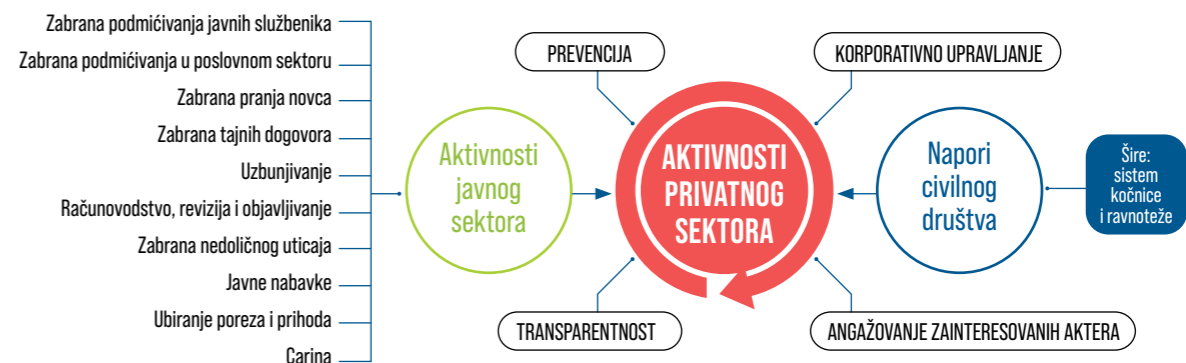 Zabrana podmićivanja javnih službenika
Zabrana podmićivanja u poslovnom sektoru
Zabrana pranja novca
Zabrana tajnih dogovora
Uzbunjivanje
Računovodstvo, revizija i objavljivanje
Zabrana nedoličnog uticaja
Javne nabavke
Ubiranje poreza i prihoda
Carina
Aktivnosti
javnog
sektora
PREVENCIJA
KORPORATIVNO UPRAVLJANJE
AKTIVNOSTI
PRIVATNOG
SEKTORA
TRANSPARENTNOST
ANGAŽOVANJE ZAINTERESOVANIH AKTERA
Napori
civilnog
društva
Šire:
sistem
kočnice
i ravnoteže